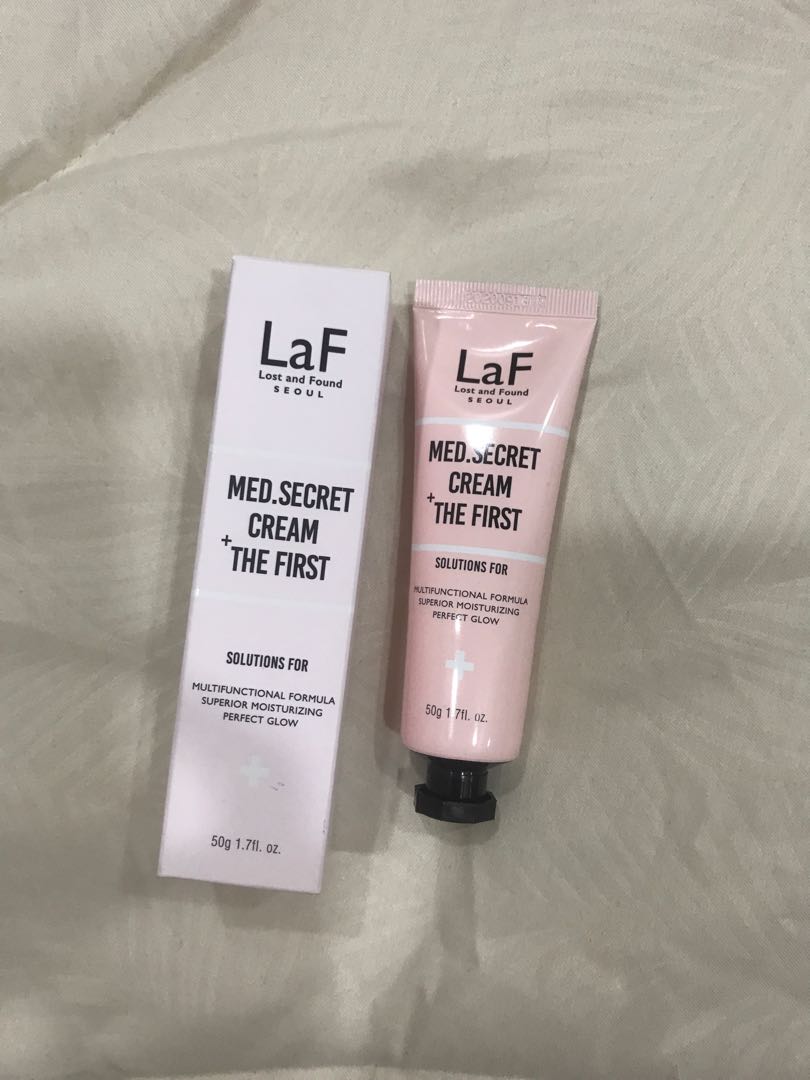 LaF
Lost and Found
SEOUL
MED.SECRET
CREAM
+THE FIRST
SOLUTIONS FOR
MULTIFUNCTIONAL FORMULA
SUPERIOR MOISTURIZING
PERFECT GLOW
50g 1.7fl. oz.
LaF
Lost and Found
SEOUL
MED.SECRET
CREAM
+THE FIRST
SOLUTIONS FOR
MULTIFUNCTIONAL FORMULA
SUPERIOR MOISTURIZING
PERFECT GLOW
50g 1.7fl. oz.